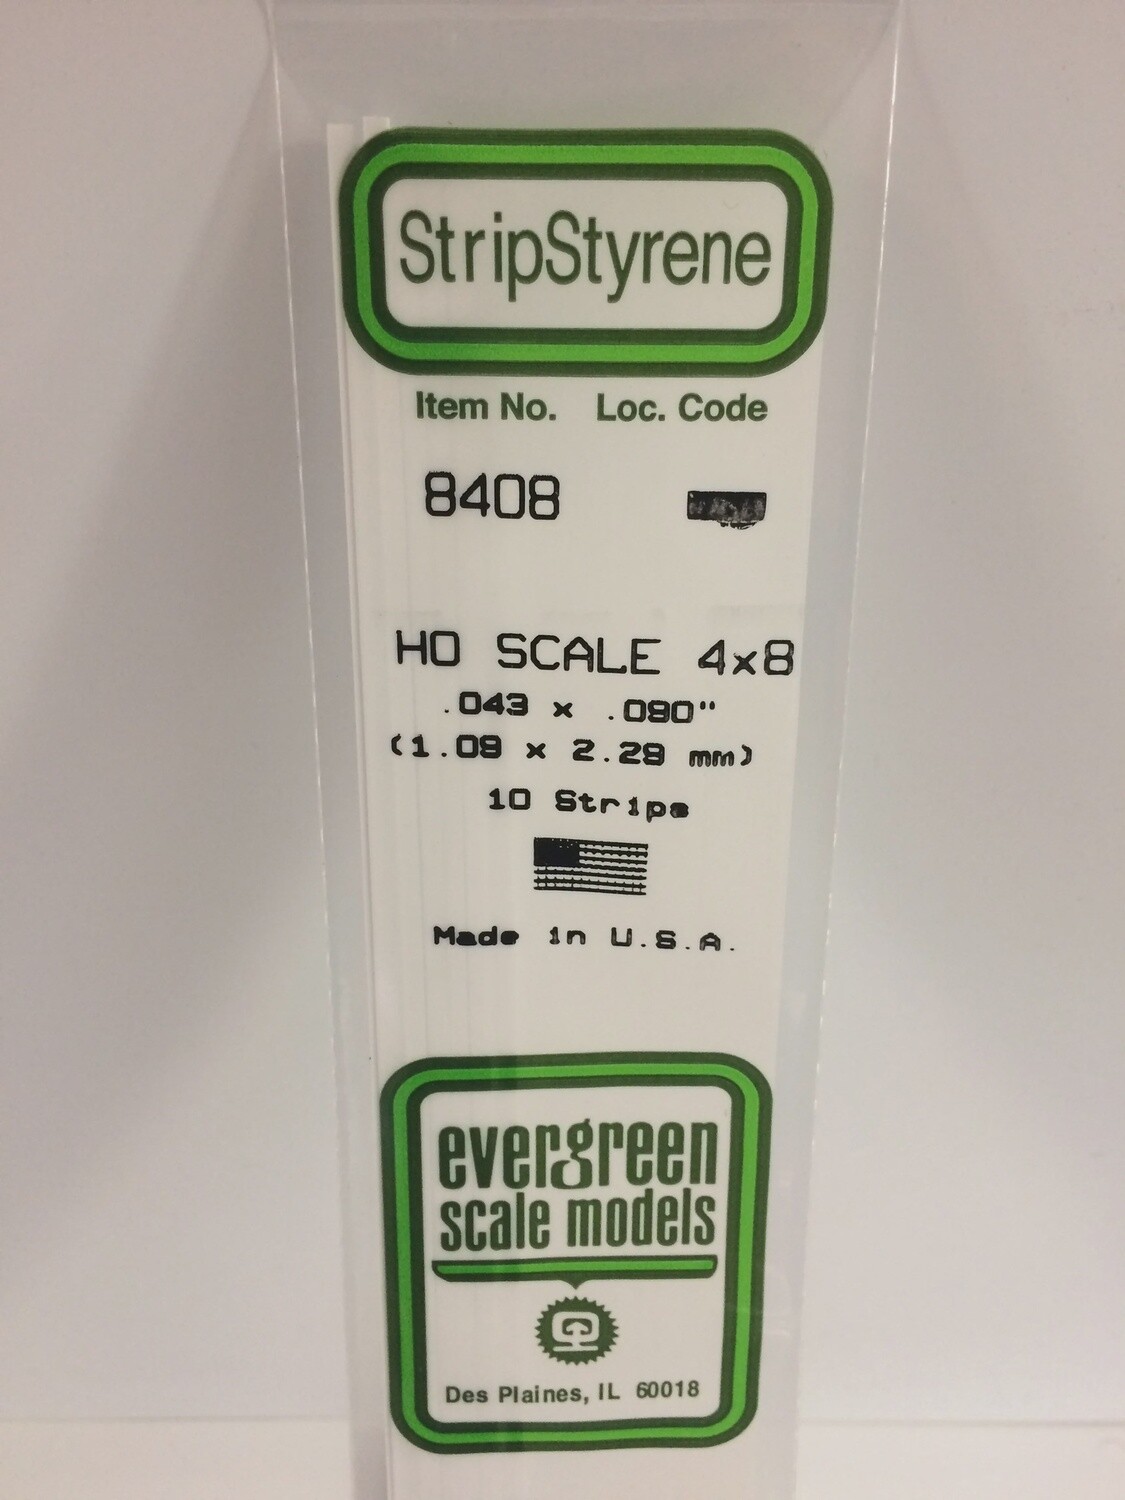 StripStyrene
Item No. Loc. Code
8408
HO SCALE 4x8
.043 x .090"
(1.09 x 2.29 mm)
10 Strips
Made in U.S.A.
evergreen
scale models
Des Plaines, IL 60018